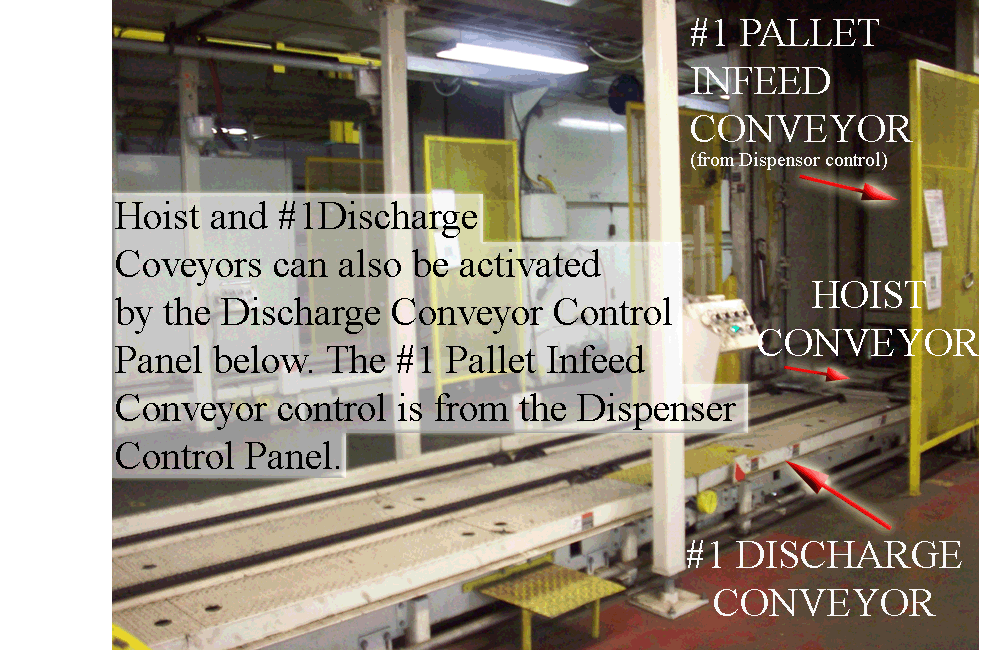 #1 PALLET
INFEED
CONVEYOR
(from Dispensor control)
Hoist and #1Discharge
Coveyors can also be activated
by the Discharge Conveyor Control
Panel below. The #1 Pallet Infeed
Conveyor control is from the Dispenser
Control Panel.
HOIST
CONVEYOR
#1 DISCHARGE
CONVEYOR